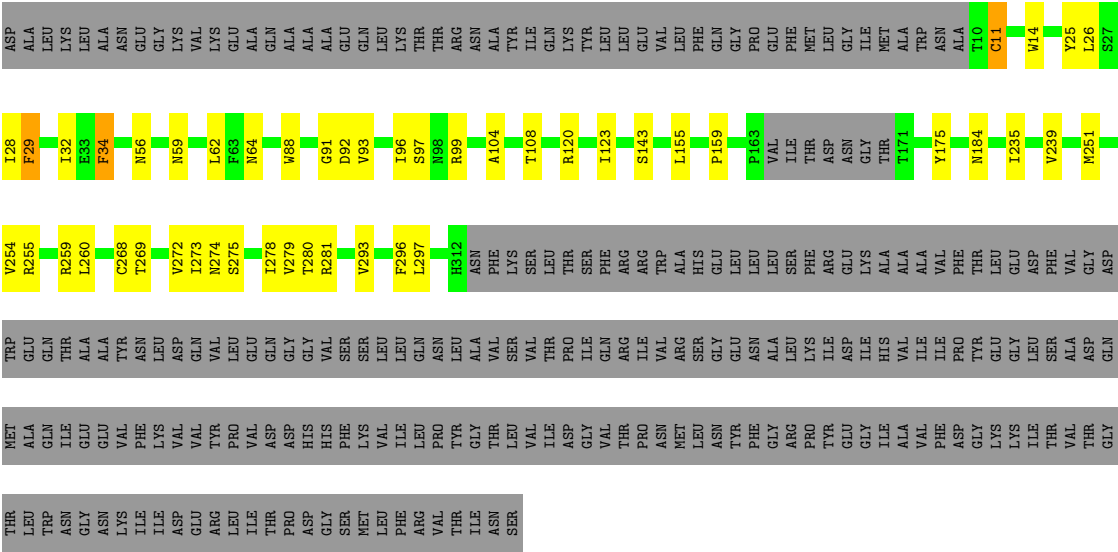 ASP ALA LEU LYS LEU ALA ASN GLU GLY LYS VAL LYS GLU ALA GLN ALA ALA ALA GLU GLN LEU LYS THR THR ARG ASN ALA TYR ILE GLN LYS TYR LEU LEU GLU VAL LEU PHE GLN GLY PRO GLU PHE MET LEU GLY ILE MET ALA TRP ASN ALA T10 C11 W14 Y25 L26 S27
I28 F29 I32 E33 F34 N56 N59 L62 F63 N64 W88 G91 D92 V93 I96 S97 N98 R99 A104 T108 R120 I123 S143 L155 P159 P163 VAL ILE THR ASP ASN GLY THR T171 Y175 N184 I235 V239 M251
V254 R255 R259 L260 C268 T269 V272 I273 N274 S275 I278 V279 T280 R281 V293 F296 L297 H312 ASN PHE LYS SER LEU THR SER PHE ARG ARG TRP ALA HIS GLU LEU LEU LEU SER PHE ARG GLU LYS ALA ALA ALA VAL PHE THR LEU GLU ASP PHE VAL GLY ASP
TRP GLU GLN THR ALA ALA TYR ASN LEU ASP GLN VAL LEU GLU GLN GLY GLY VAL SER SER LEU LEU GLN ASN LEU ALA VAL SER VAL THR PRO ILE GLN ARG ILE VAL ARG SER GLY GLU ASN ALA LEU LYS ILE ASP ILE HIS VAL ILE ILE PRO TYR GLU GLY LEU SER ALA ASP GLN
MET ALA GLN ILE GLU GLU VAL PHE LYS VAL VAL TYR PRO VAL ASP ASP HIS HIS PHE LYS VAL ILE LEU PRO TYR GLY THR LEU VAL ILE ASP GLY VAL THR PRO ASN MET LEU ASN TYR PHE GLY ARG PRO TYR GLU GLY ILE ALA VAL PHE ASP GLY LYS LYS ILE THR VAL THR GLY
THR LEU TRP ASN GLY ASN LYS ILE ILE ASP GLU ARG LEU ILE THR PRO ASP GLY SER MET LEU PHE ARG VAL THR ILE ASN SER